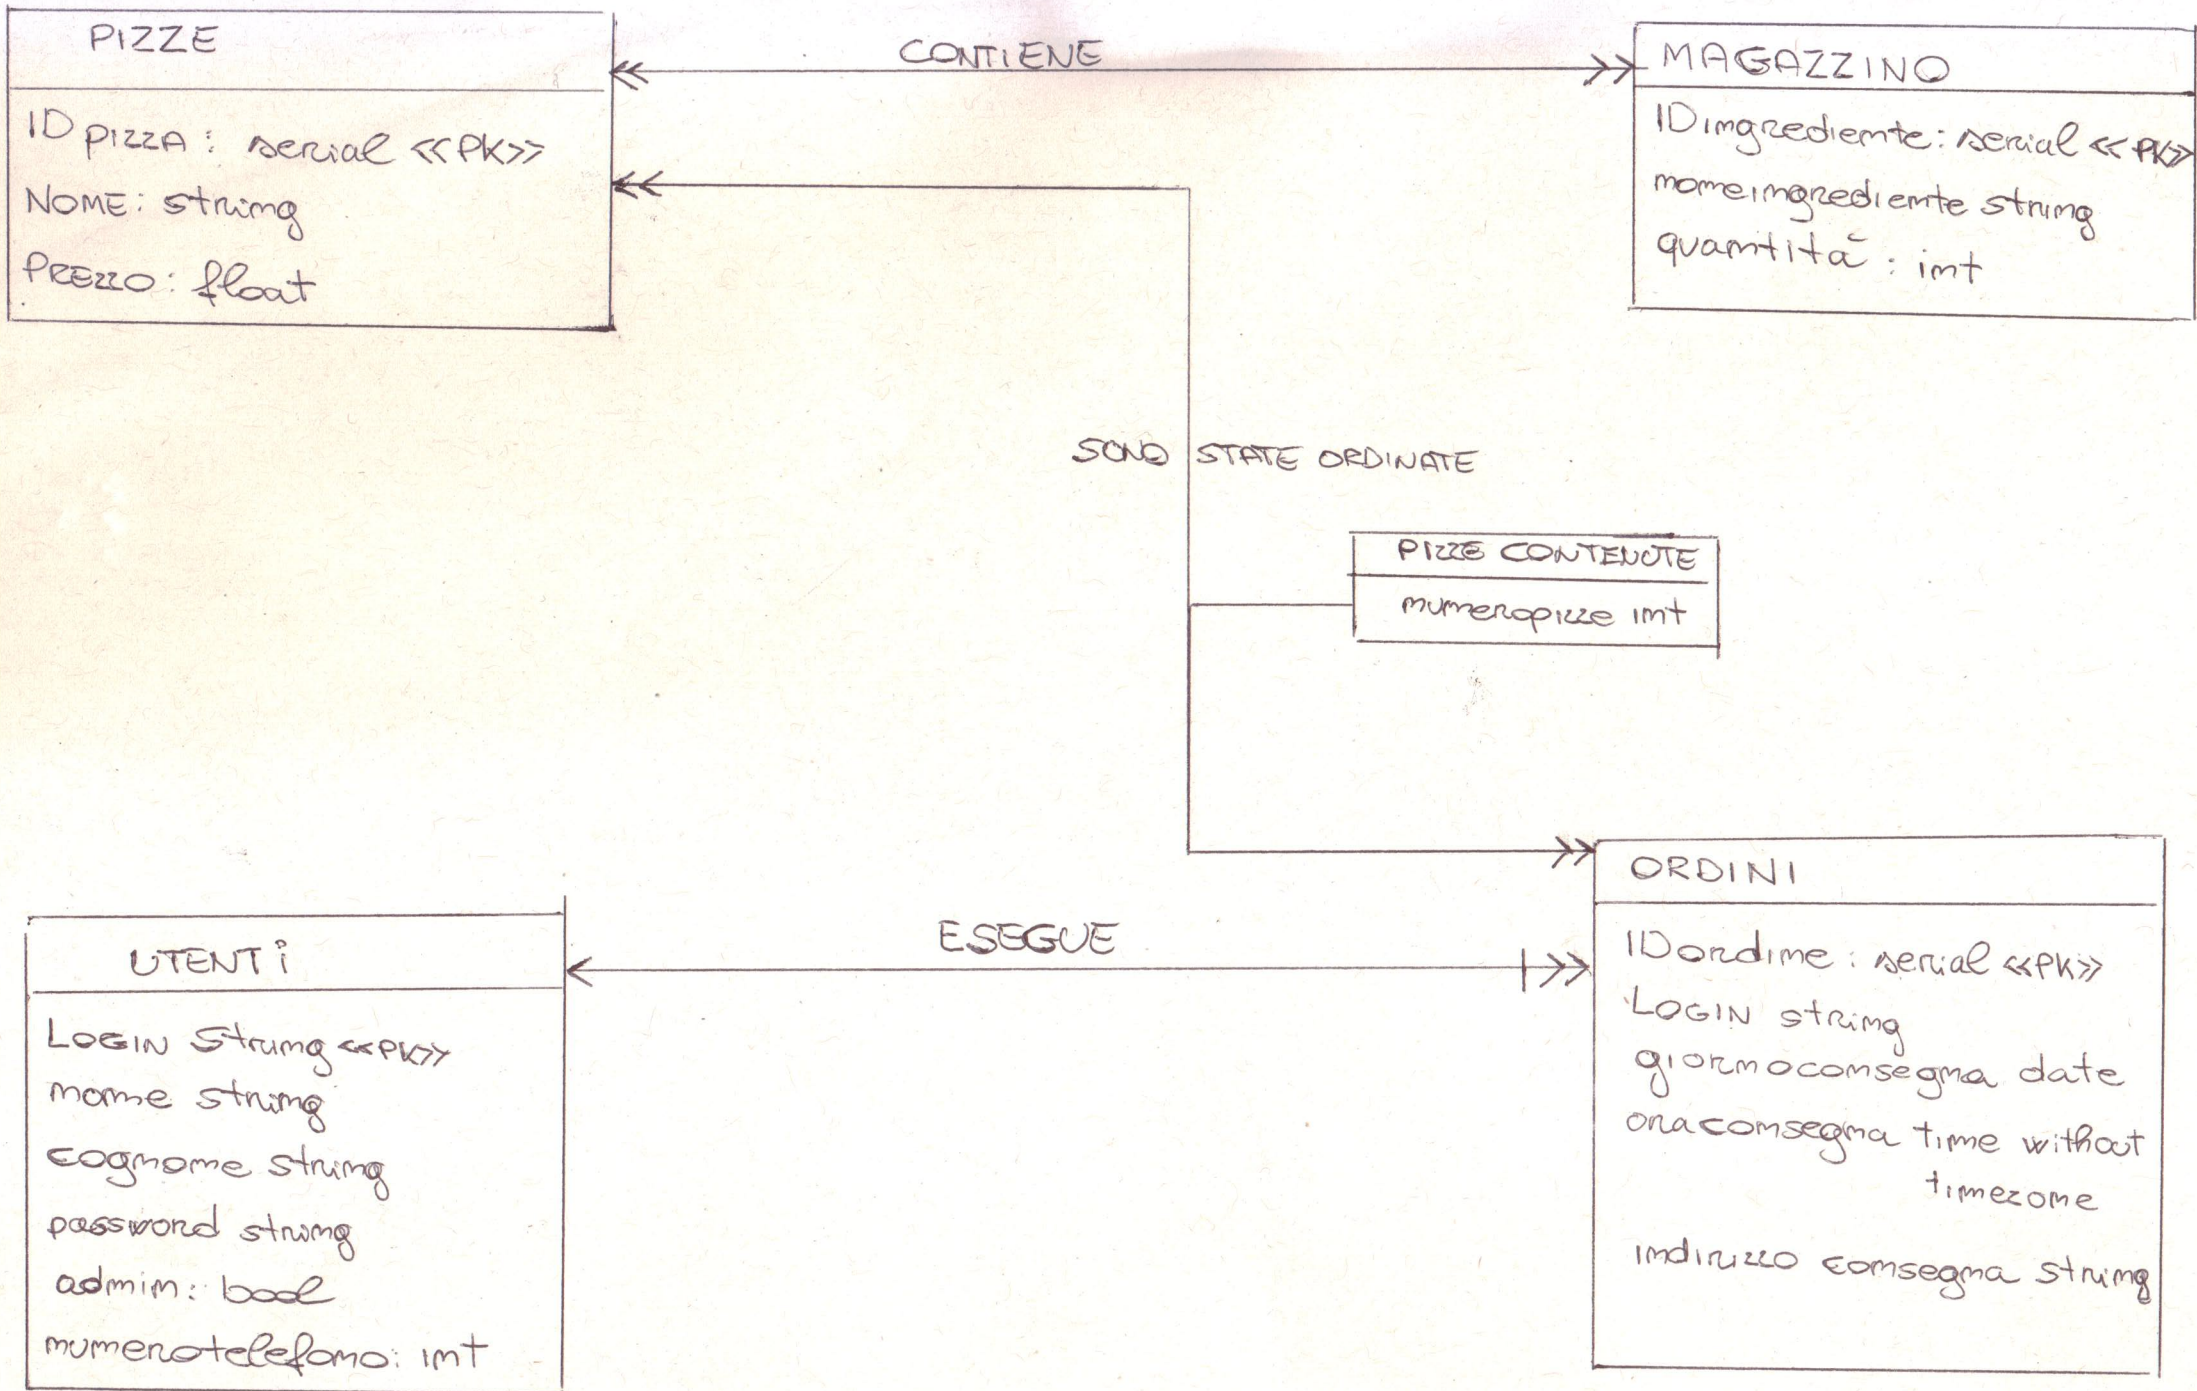 PIZZE
ID PIZZA: serial <<PK>>
NOME: string
PREZZO: float
CONTIENE
MAGAZZINO
IDingrediente: serial <<PK>>
nomeingrediente string
quantità: int
SONO STATE ORDINATE
PIZZE CONTENUTE
numeropizze int
ESEGUE
UTENTI
LOGIN string <<PK>>
nome string
cognome string
password string
admin: bool
numerotelefono: int
ORDINI
IDordine: serial <<PK>>
LOGIN string
giornoconsegna date
oraconsegna time without
timezone
indirizzo consegna string